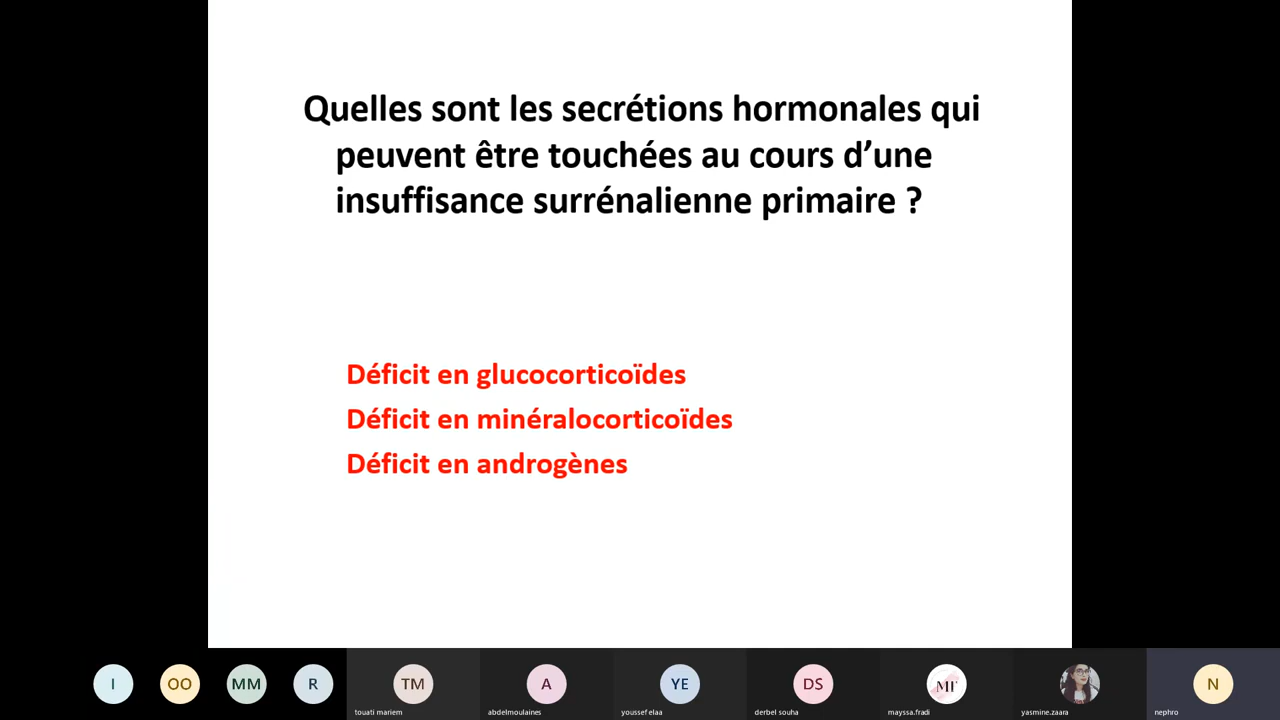 Quelles sont les secrétions hormonales qui
peuvent être touchées au cours d’une
insuffisance surrénalienne primaire ?
Déficit en glucocorticoïdes
Déficit en minéralocorticoïdes
Déficit en androgènes
I
OO
MM
R
TM
A
YE
DS
MF
N
touati mariem
abdelmoulaines
youssef elaa
derbel souha
mayssa.fradi
yasmine.zaara
nephro